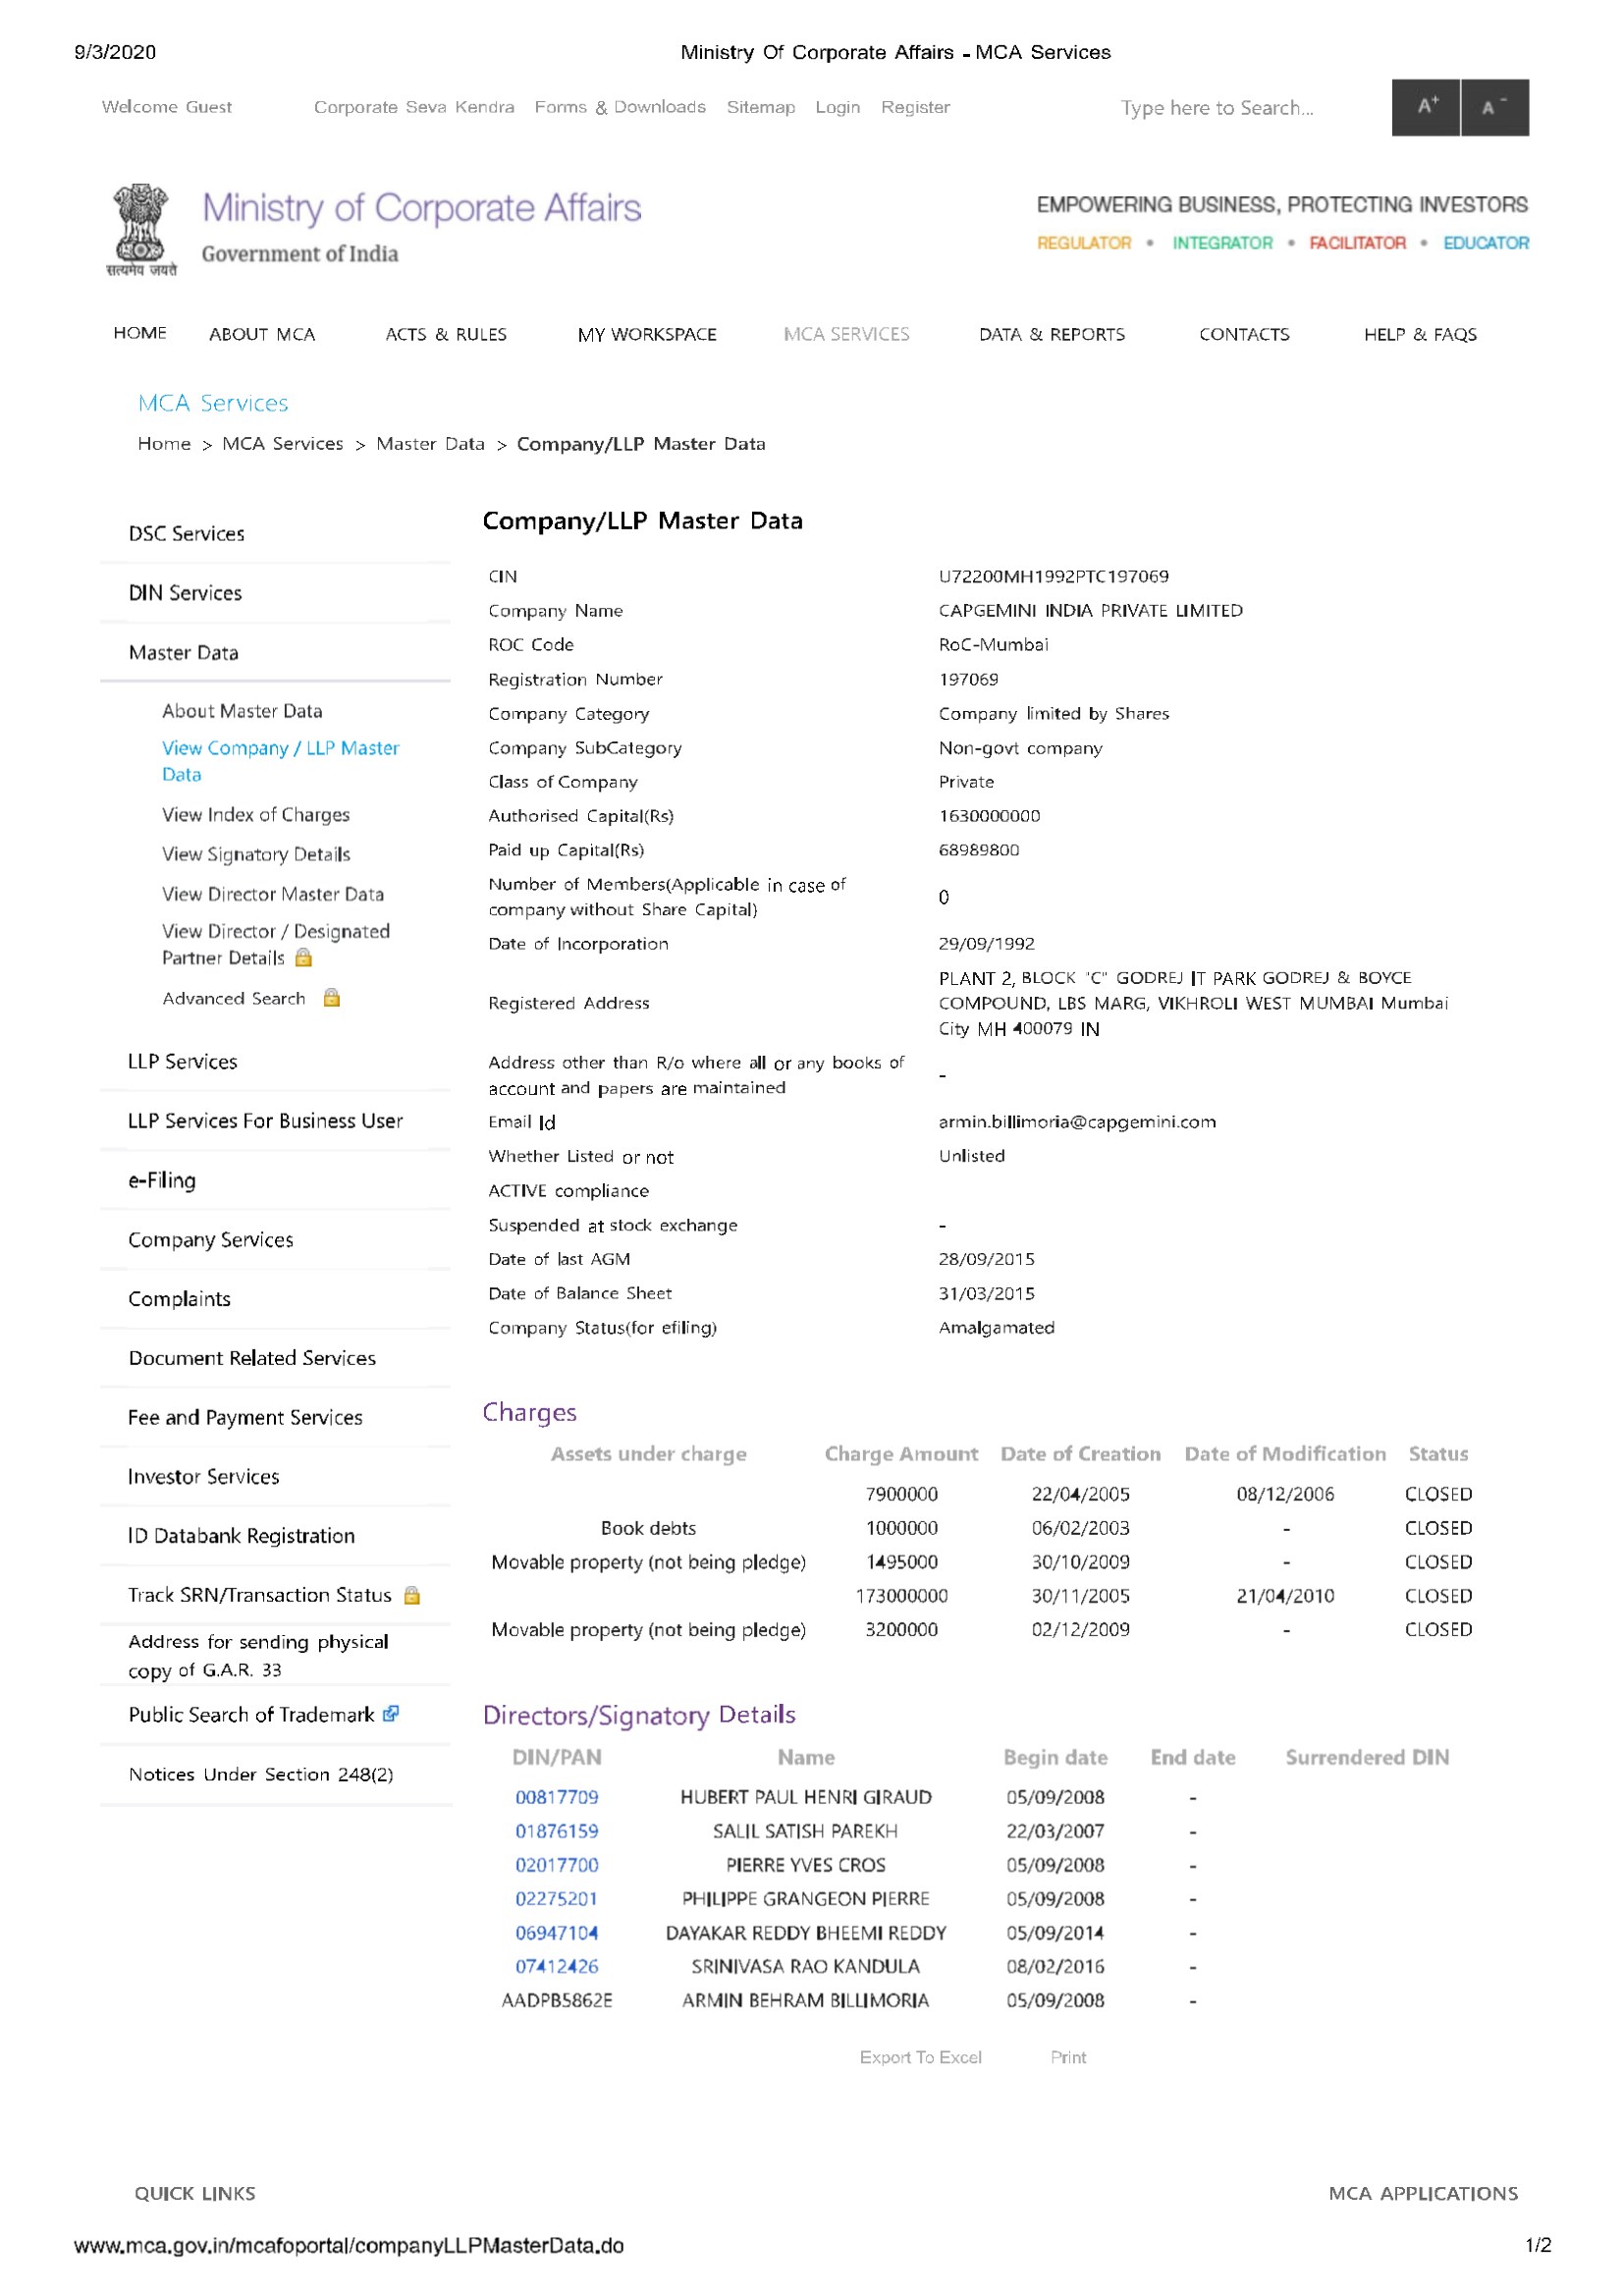 9/3/2020 Ministry Of Corporate Affairs - MCA Services
Welcome Guest Corporate Seva Kendra Forms & Downloads Sitemap Login Register Type here to Search... A+ A-
Ministry of Corporate Affairs
Government of India
सत्यमेव जयते
EMPOWERING BUSINESS, PROTECTING INVESTORS
REGULATOR • INTEGRATOR • FACILITATOR • EDUCATOR
HOME ABOUT MCA ACTS & RULES MY WORKSPACE MCA SERVICES DATA & REPORTS CONTACTS HELP & FAQS
MCA Services
Home > MCA Services > Master Data > Company/LLP Master Data
DSC Services
DIN Services
Master Data
About Master Data
View Company / LLP Master
Data
View Index of Charges
View Signatory Details
View Director Master Data
View Director / Designated
Partner Details
Advanced Search
LLP Services
LLP Services For Business User
e-Filing
Company Services
Complaints
Document Related Services
Fee and Payment Services
Investor Services
ID Databank Registration
Track SRN/Transaction Status
Address for sending physical
copy of G.A.R. 33
Public Search of Trademark
Notices Under Section 248(2)
Company/LLP Master Data
CIN U72200MH1992PTC197069
Company Name CAPGEMINI INDIA PRIVATE LIMITED
ROC Code RoC-Mumbai
Registration Number 197069
Company Category Company limited by Shares
Company SubCategory Non-govt company
Class of Company Private
Authorised Capital(Rs) 1630000000
Paid up Capital(Rs) 68989800
Number of Members(Applicable in case of
company without Share Capital) 0
Date of Incorporation 29/09/1992
Registered Address PLANT 2, BLOCK "C" GODREJ IT PARK GODREJ & BOYCE
COMPOUND, LBS MARG, VIKHROLI WEST MUMBAI Mumbai
City MH 400079 IN
Address other than R/o where all or any books of
account and papers are maintained -
Email Id armin.billimoria@capgemini.com
Whether Listed or not Unlisted
ACTIVE compliance
Suspended at stock exchange -
Date of last AGM 28/09/2015
Date of Balance Sheet 31/03/2015
Company Status(for efiling) Amalgamated
Charges
Assets under charge Charge Amount Date of Creation Date of Modification Status
7900000 22/04/2005 08/12/2006 CLOSED
Book debts 1000000 06/02/2003 - CLOSED
Movable property (not being pledge) 1495000 30/10/2009 - CLOSED
173000000 30/11/2005 21/04/2010 CLOSED
Movable property (not being pledge) 3200000 02/12/2009 - CLOSED
Directors/Signatory Details
DIN/PAN Name Begin date End date Surrendered DIN
00817709 HUBERT PAUL HENRI GIRAUD 05/09/2008 -
01876159 SALIL SATISH PAREKH 22/03/2007 -
02017700 PIERRE YVES CROS 05/09/2008 -
02275201 PHILIPPE GRANGEON PIERRE 05/09/2008 -
06947104 DAYAKAR REDDY BHEEMI REDDY 05/09/2014 -
07412426 SRINIVASA RAO KANDULA 08/02/2016 -
AADPB5862E ARMIN BEHRAM BILLIMORIA 05/09/2008 -
Export To Excel Print
QUICK LINKS MCA APPLICATIONS
www.mca.gov.in/mcafoportal/companyLLPMasterData.do 1/2